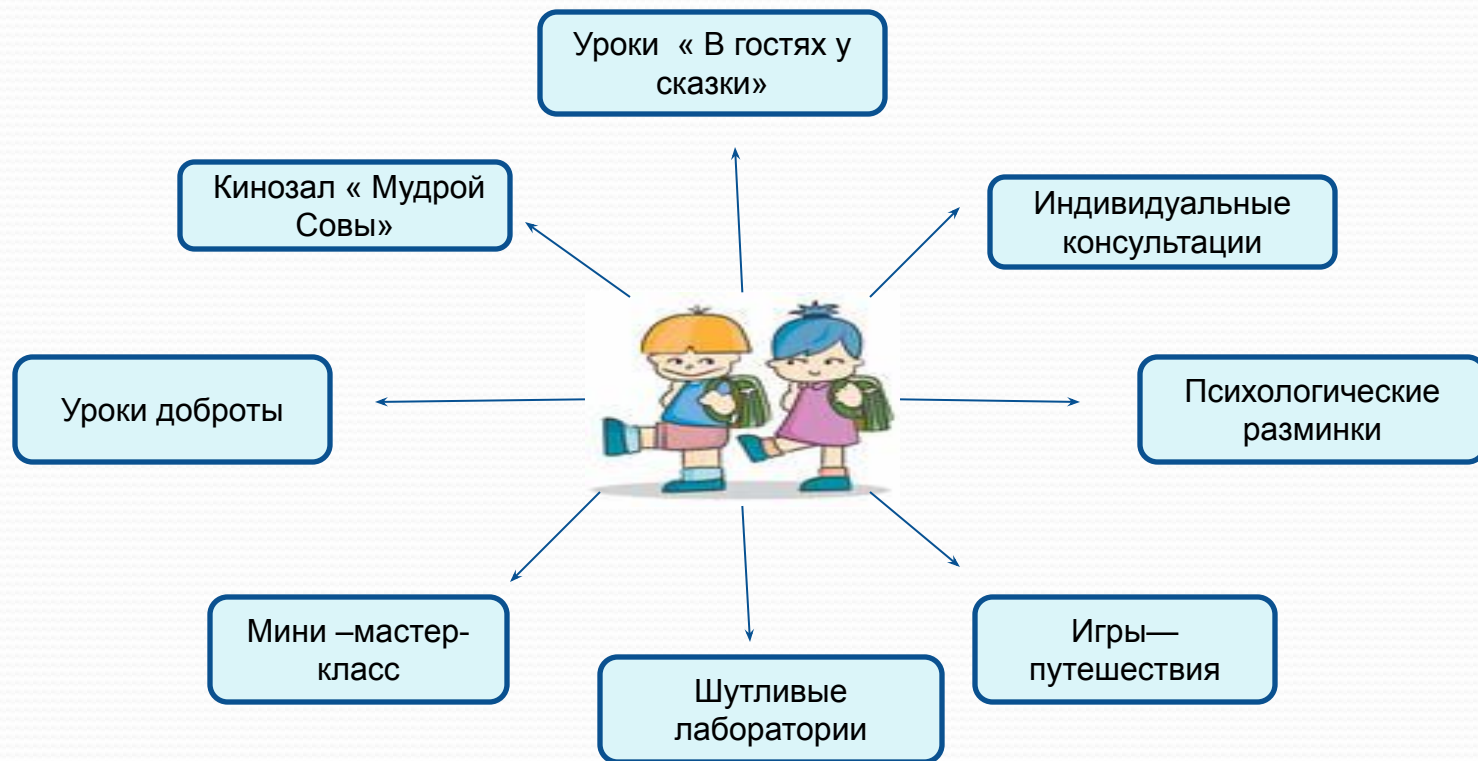 Уроки « В гостях у
сказки»
Кинозал « Мудрой
Совы»
Индивидуальные
консультации
Уроки доброты
Психологические
разминки
Мини –мастер-
класс
Шутливые
лаборатории
Игры—
путешествия